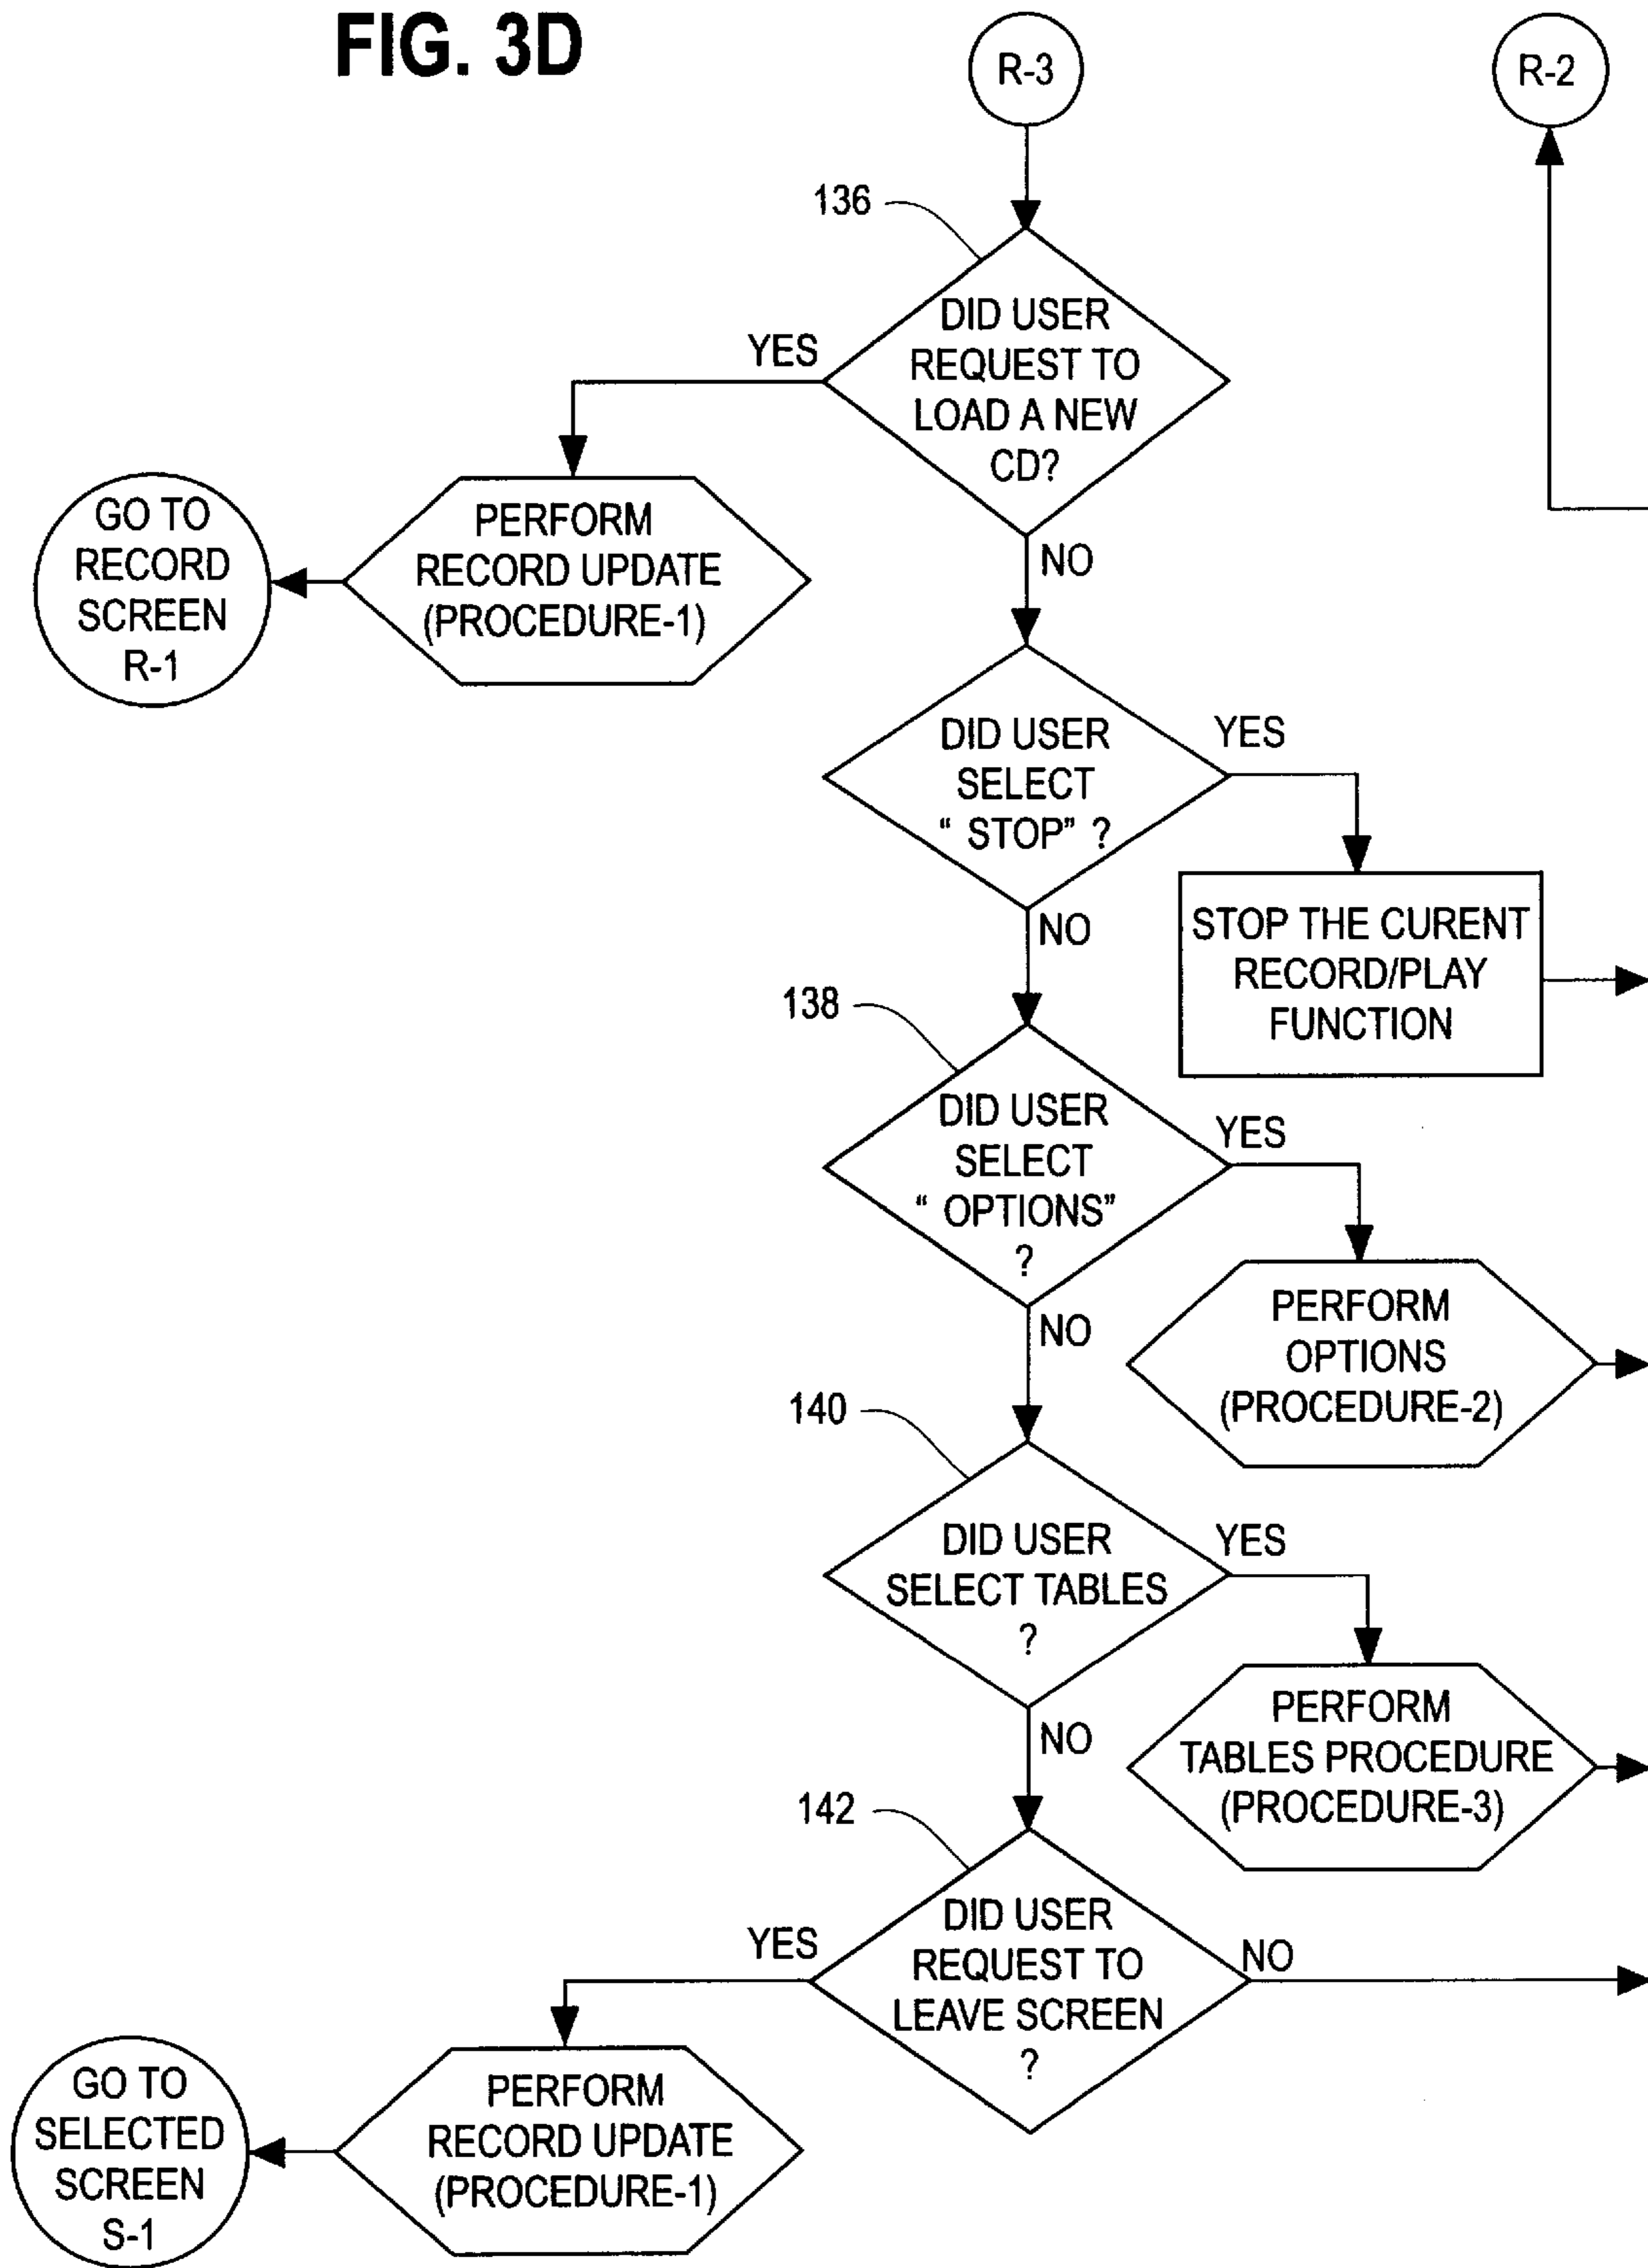 FIG. 3D
R-3
R-2
136
DID USER
REQUEST TO
LOAD A NEW
CD?
YES
NO
PERFORM
RECORD UPDATE
(PROCEDURE-1)
GO TO
RECORD
SCREEN
R-1
DID USER
SELECT
“ STOP” ?
YES
NO
STOP THE CURENT
RECORD/PLAY
FUNCTION
138
DID USER
SELECT
“ OPTIONS”
?
YES
NO
PERFORM
OPTIONS
(PROCEDURE-2)
140
DID USER
SELECT TABLES
?
YES
NO
PERFORM
TABLES PROCEDURE
(PROCEDURE-3)
142
DID USER
REQUEST TO
LEAVE SCREEN
?
YES
NO
PERFORM
RECORD UPDATE
(PROCEDURE-1)
GO TO
SELECTED
SCREEN
S-1